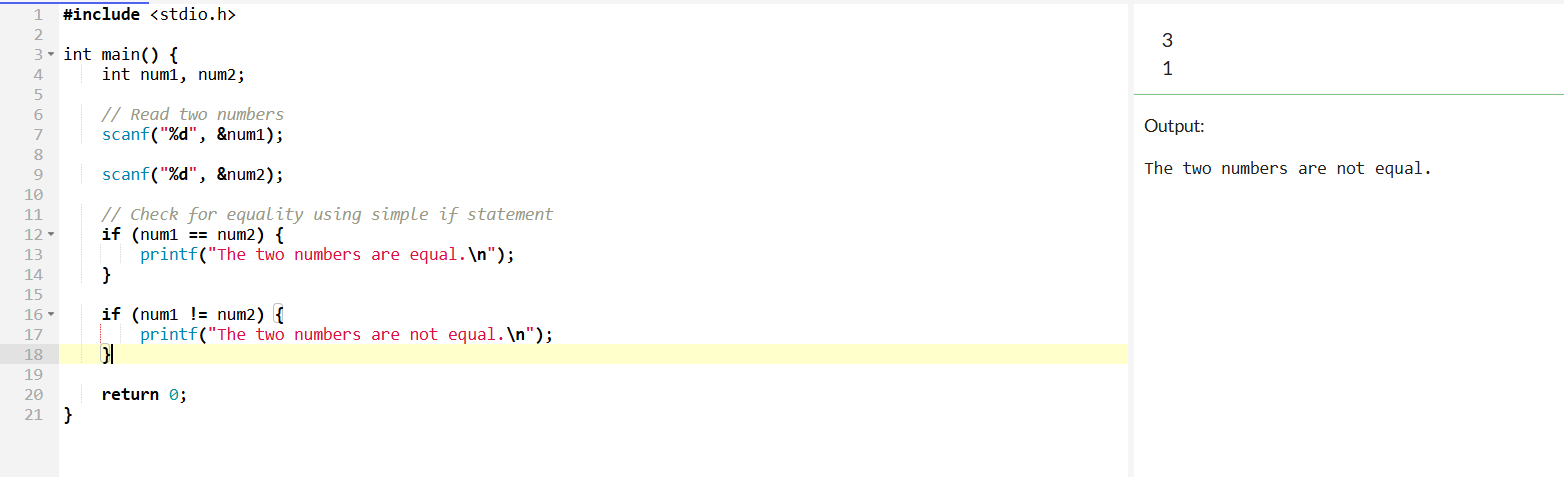 1 #include <stdio.h>
2
3 int main() {
4     int num1, num2;
5
6     // Read two numbers
7     scanf("%d", &num1);
8
9     scanf("%d", &num2);
10
11     // Check for equality using simple if statement
12     if (num1 == num2) {
13         printf("The two numbers are equal.\n");
14     }
15
16     if (num1 != num2) {
17         printf("The two numbers are not equal.\n");
18     }
19
20     return 0;
21 }
3
1
Output:
The two numbers are not equal.